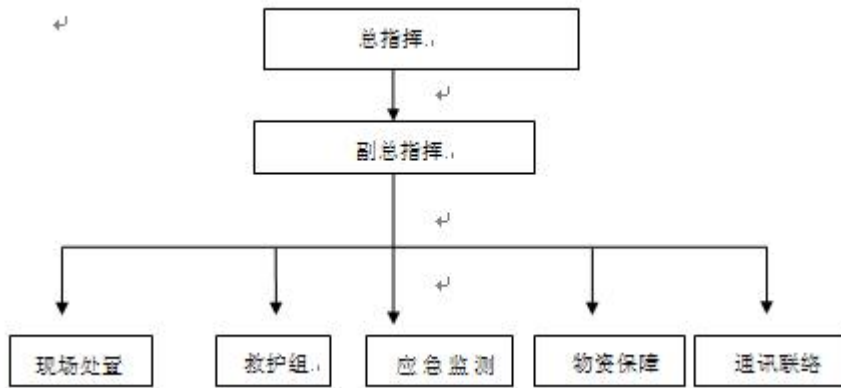 总指挥
副总指挥
现场处置
救护组
应急监测
物资保障
通讯联络